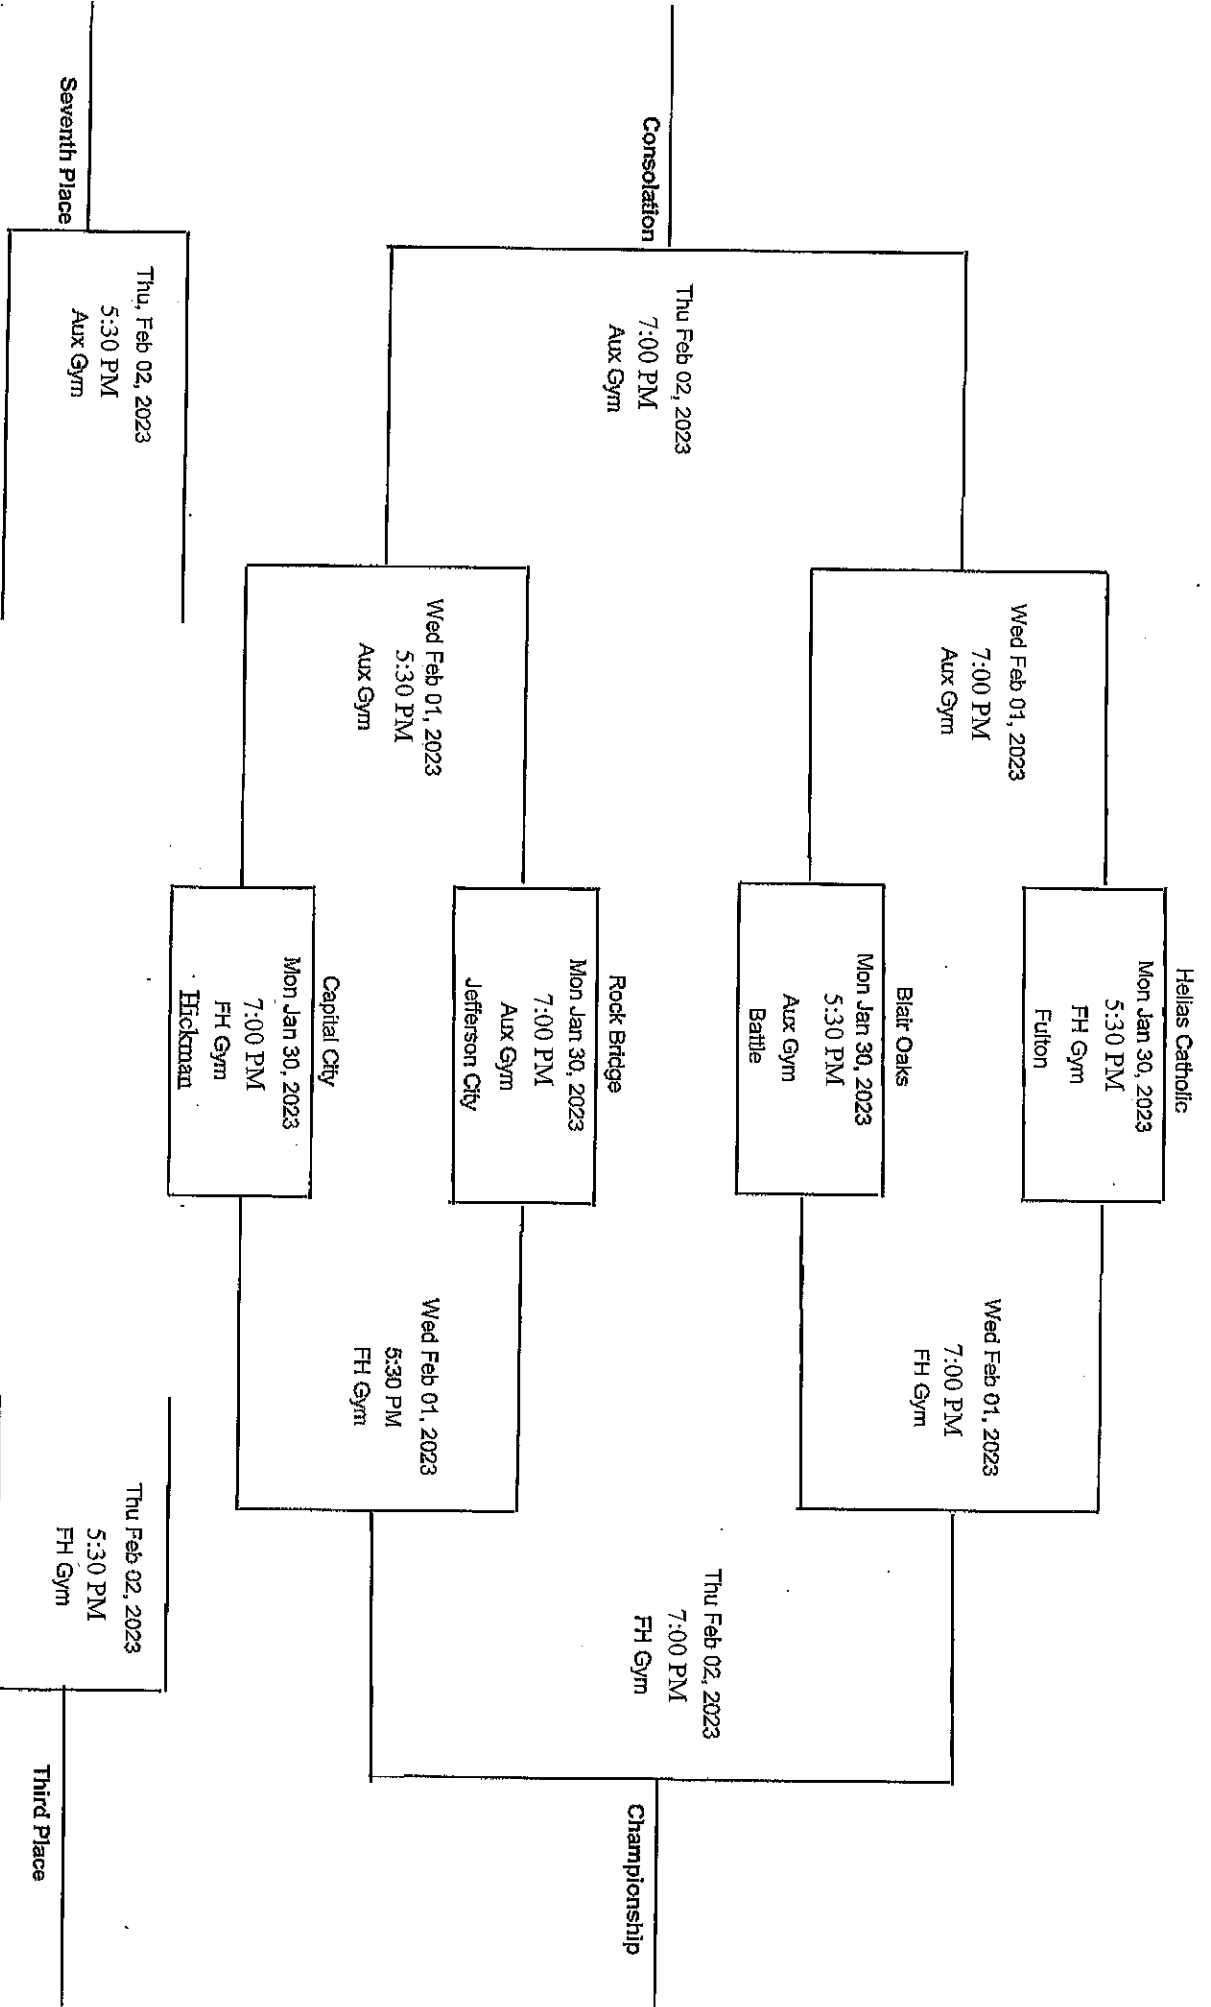 Helias Catholic
Mon Jan 30, 2023
5:30 PM
FH Gym
Fulton
Wed Feb 01, 2023
7:00 PM
Aux Gym
Wed Feb 01, 2023
7:00 PM
FH Gym
Blair Oaks
Mon Jan 30, 2023
5:30 PM
Aux Gym
Battle
Thu Feb 02, 2023
7:00 PM
Aux Gym
Consolation
Thu Feb 02, 2023
7:00 PM
FH Gym
Championship
Rock Bridge
Mon Jan 30, 2023
7:00 PM
Aux Gym
Jefferson City
Wed Feb 01, 2023
5:30 PM
Aux Gym
Wed Feb 01, 2023
5:30 PM
FH Gym
Capital City
Mon Jan 30, 2023
7:00 PM
FH Gym
Hickman
Thu, Feb 02, 2023
5:30 PM
Aux Gym
Seventh Place
Thu Feb 02, 2023
5:30 PM
FH Gym
Third Place